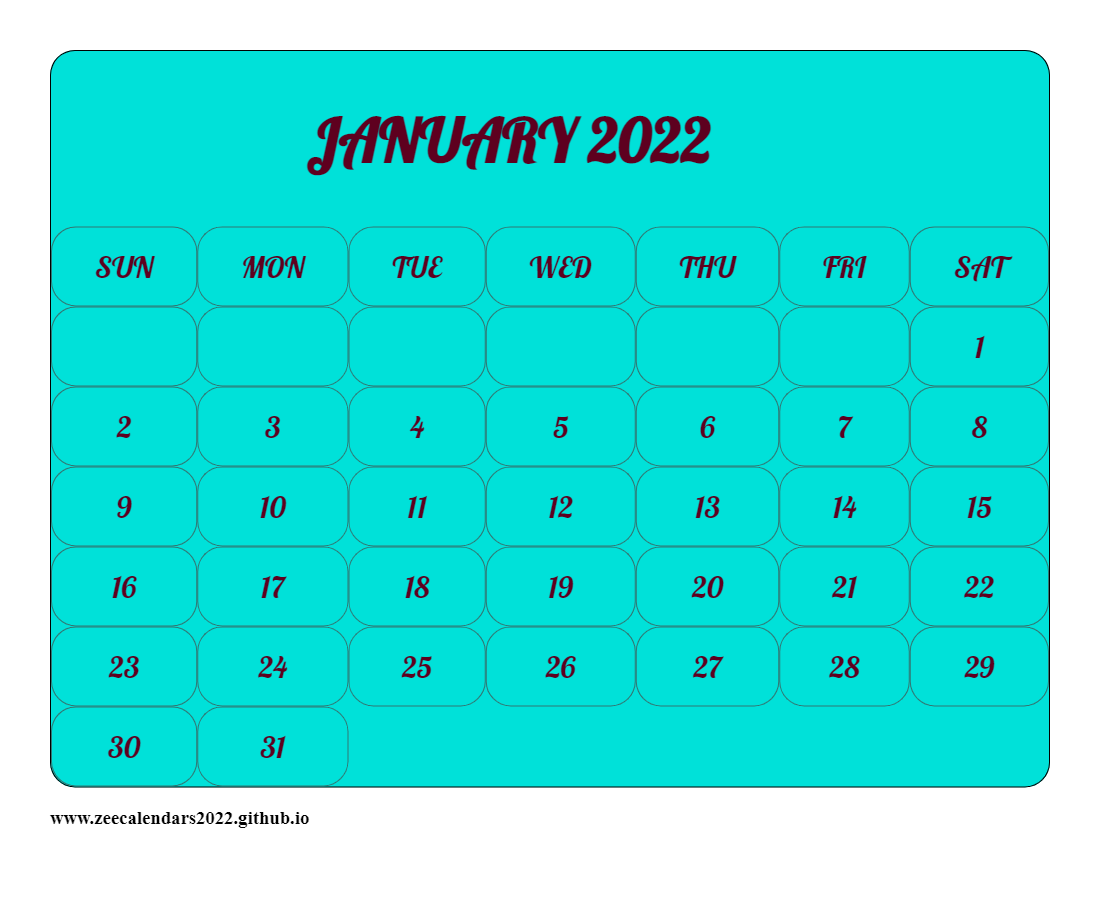 JANUARY 2022
SUN MON TUE WED THU FRI SAT
1
2 3 4 5 6 7 8
9 10 11 12 13 14 15
16 17 18 19 20 21 22
23 24 25 26 27 28 29
30 31
www.zeecalendars2022.github.io